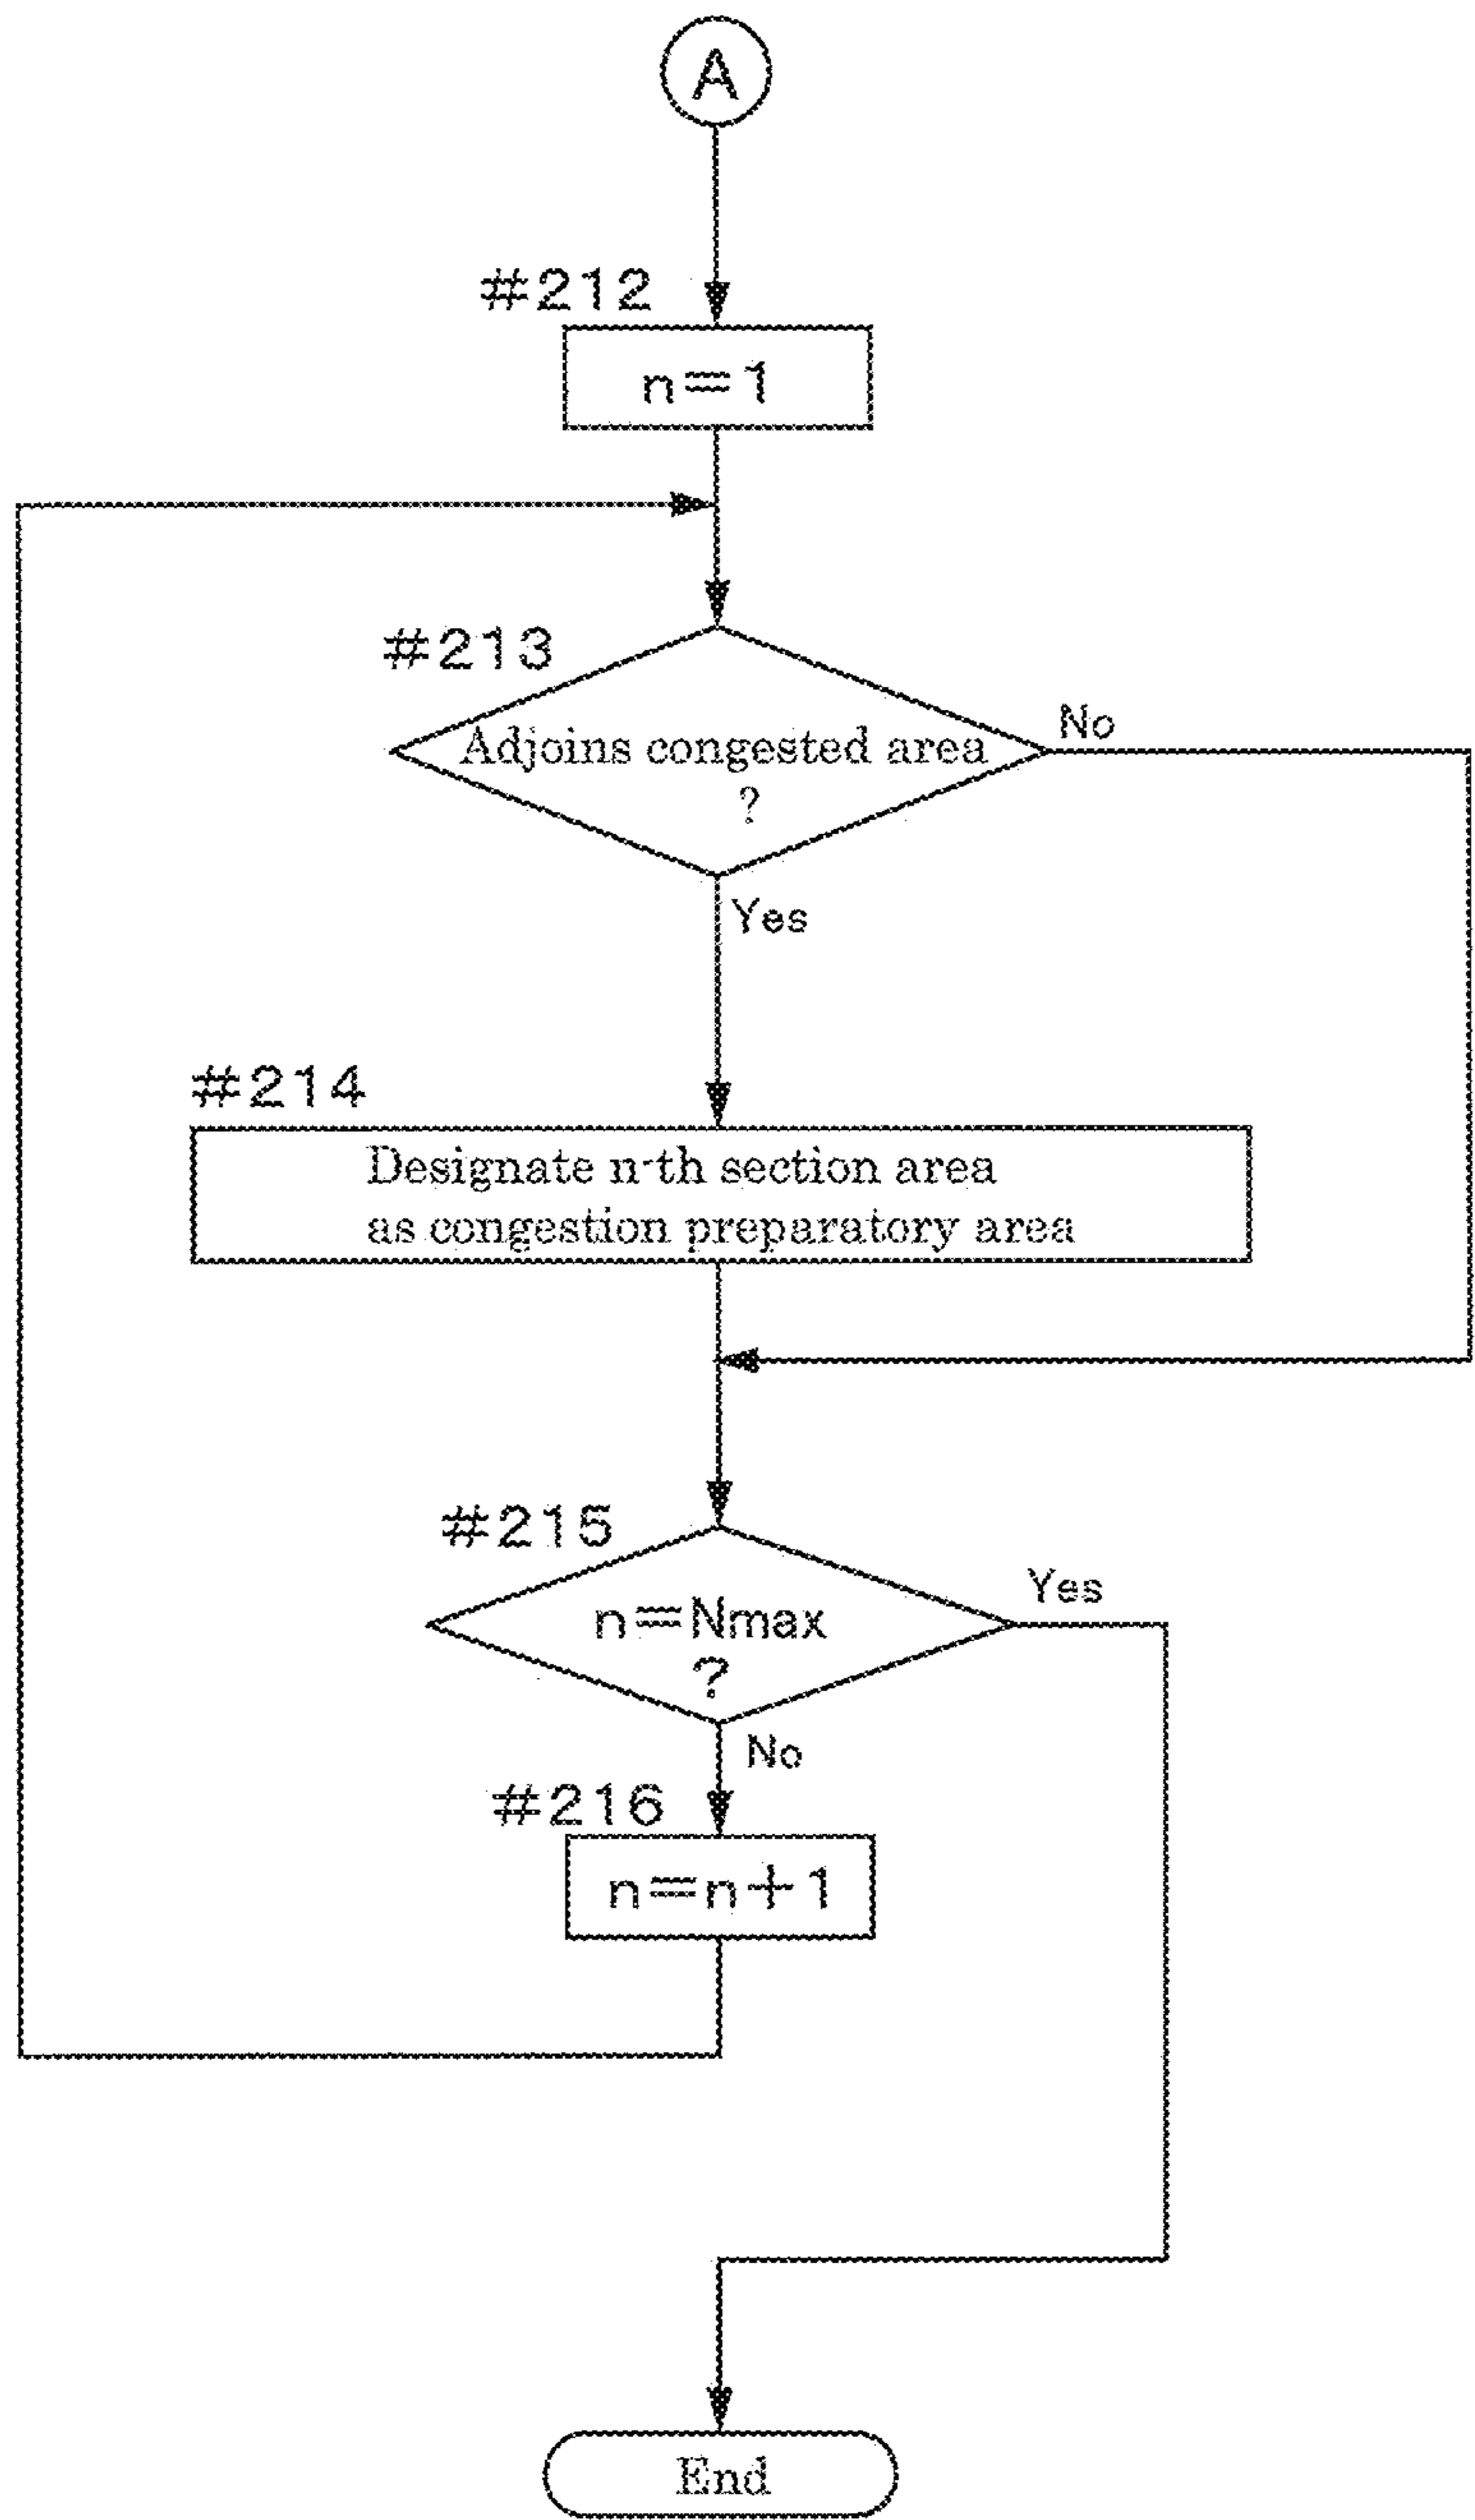 A
#212
n=1
#213
Adjoins congested area
?
No
Yes
#214
Designate n-th section area
as congestion preparatory area
#215
n=Nmax
?
Yes
No
#216
n=n+1
End